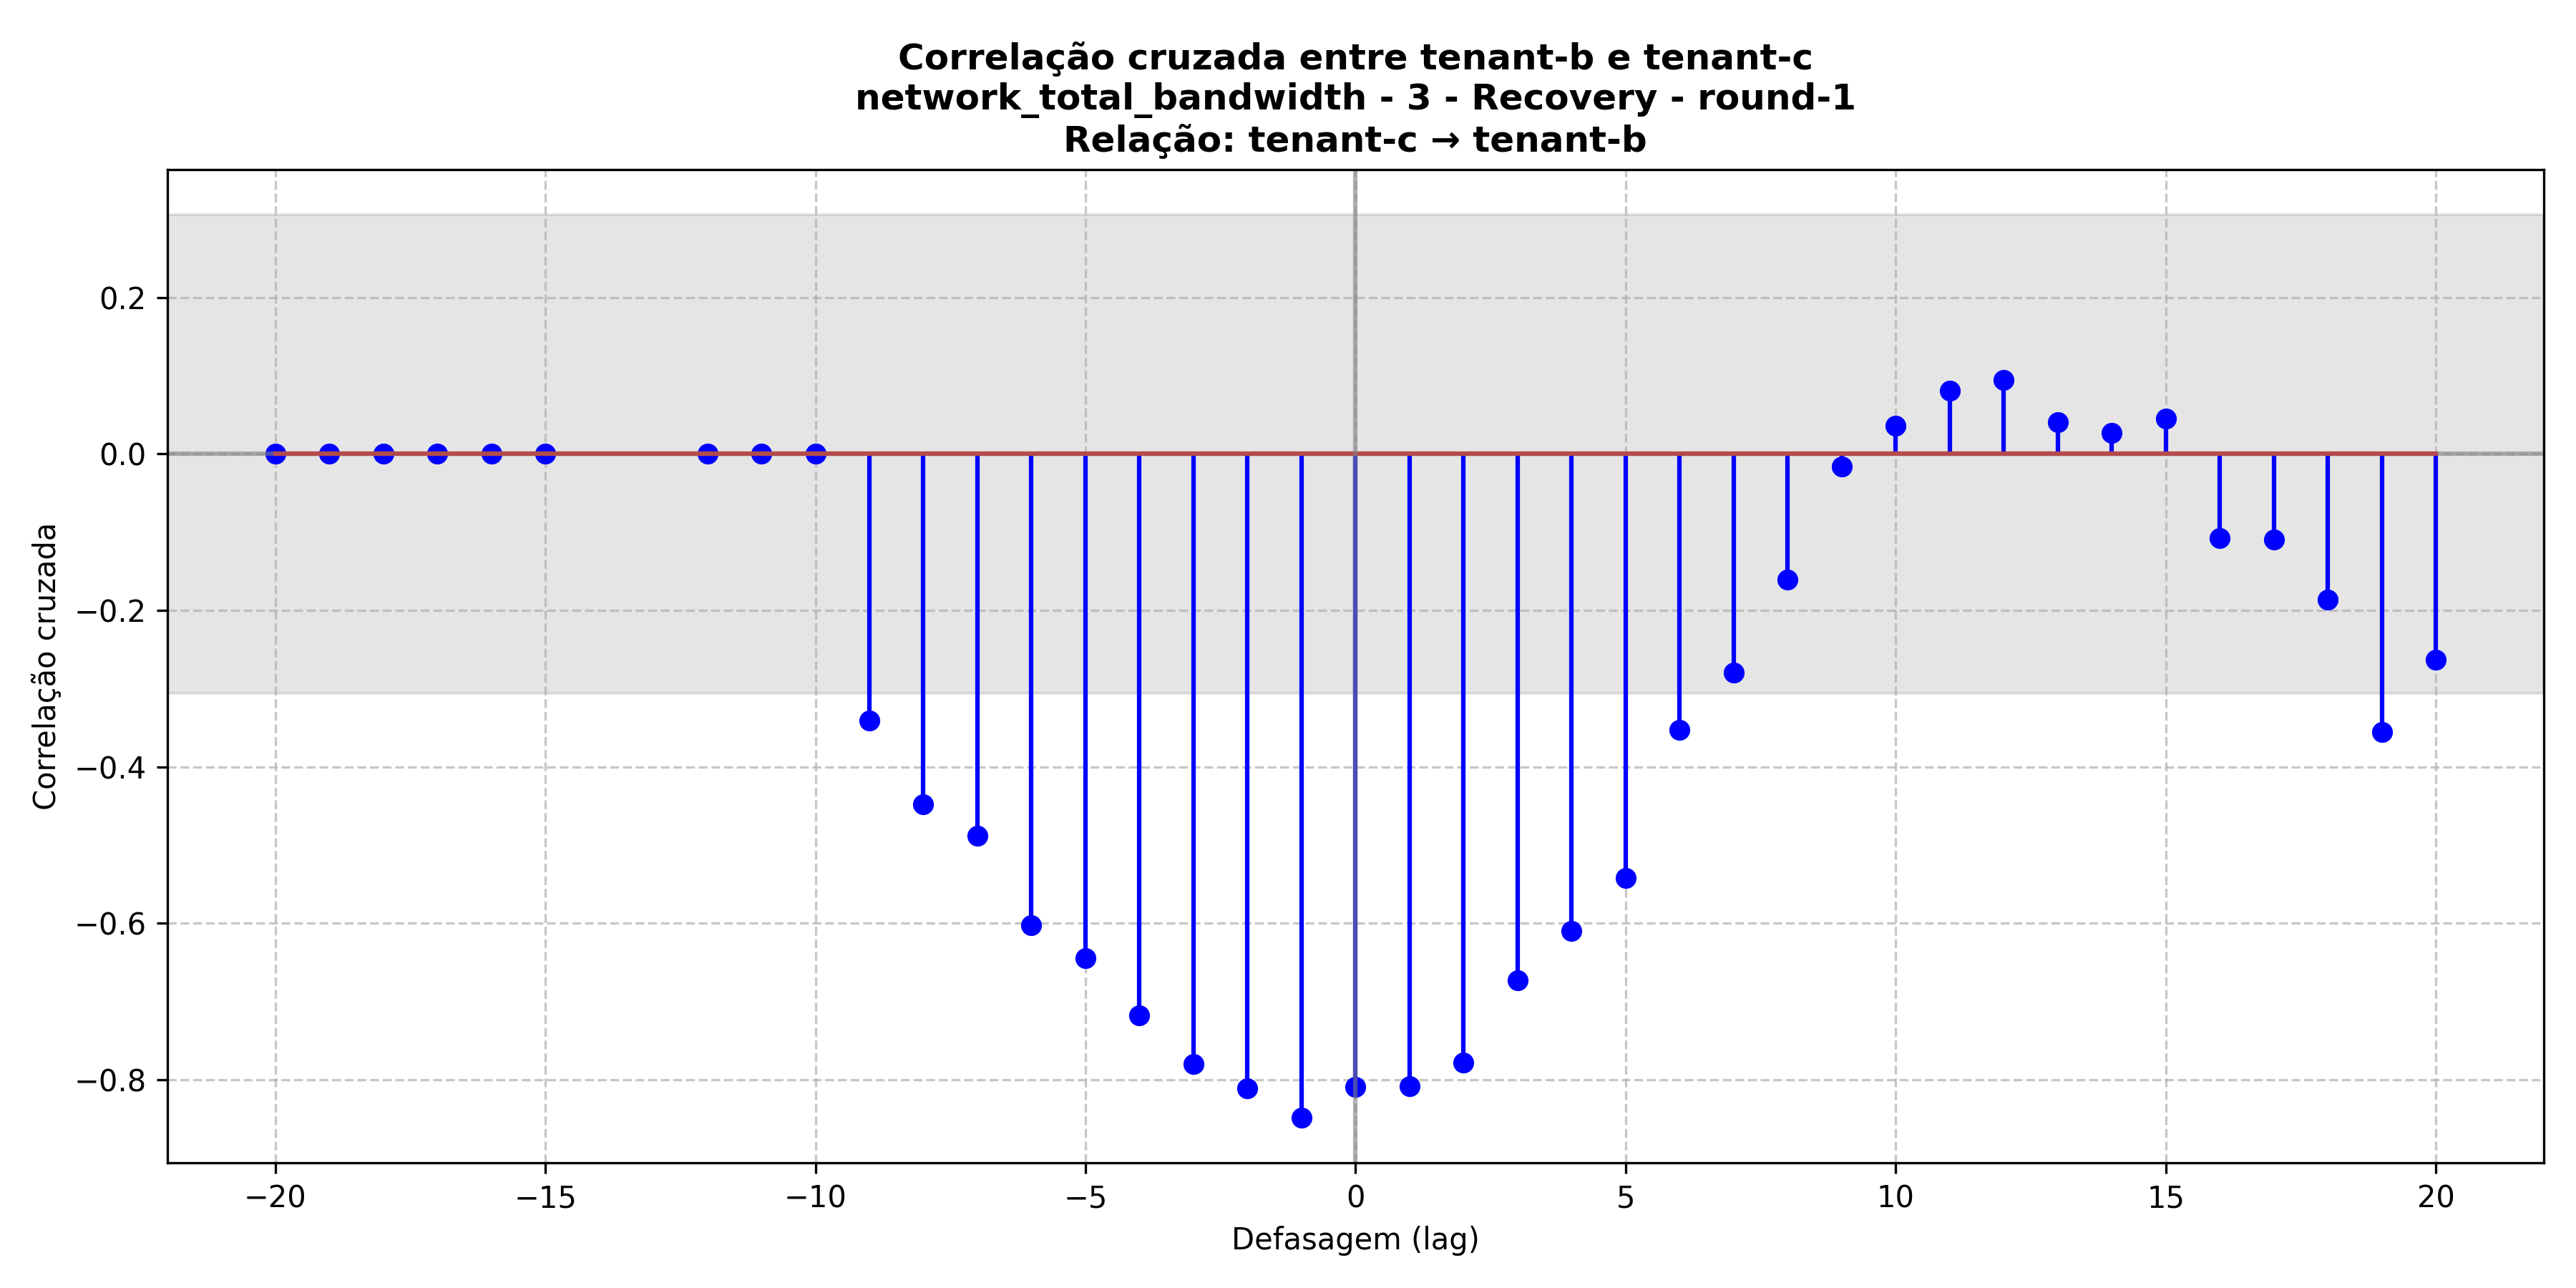 Correlação cruzada entre tenant-b e tenant-c
network_total_bandwidth - 3 - Recovery - round-1
Relação: tenant-c → tenant-b
Correlação cruzada
0.2
0.0
−0.2
−0.4
−0.6
−0.8
−20 −15 −10 −5 0 5 10 15 20
Defasagem (lag)